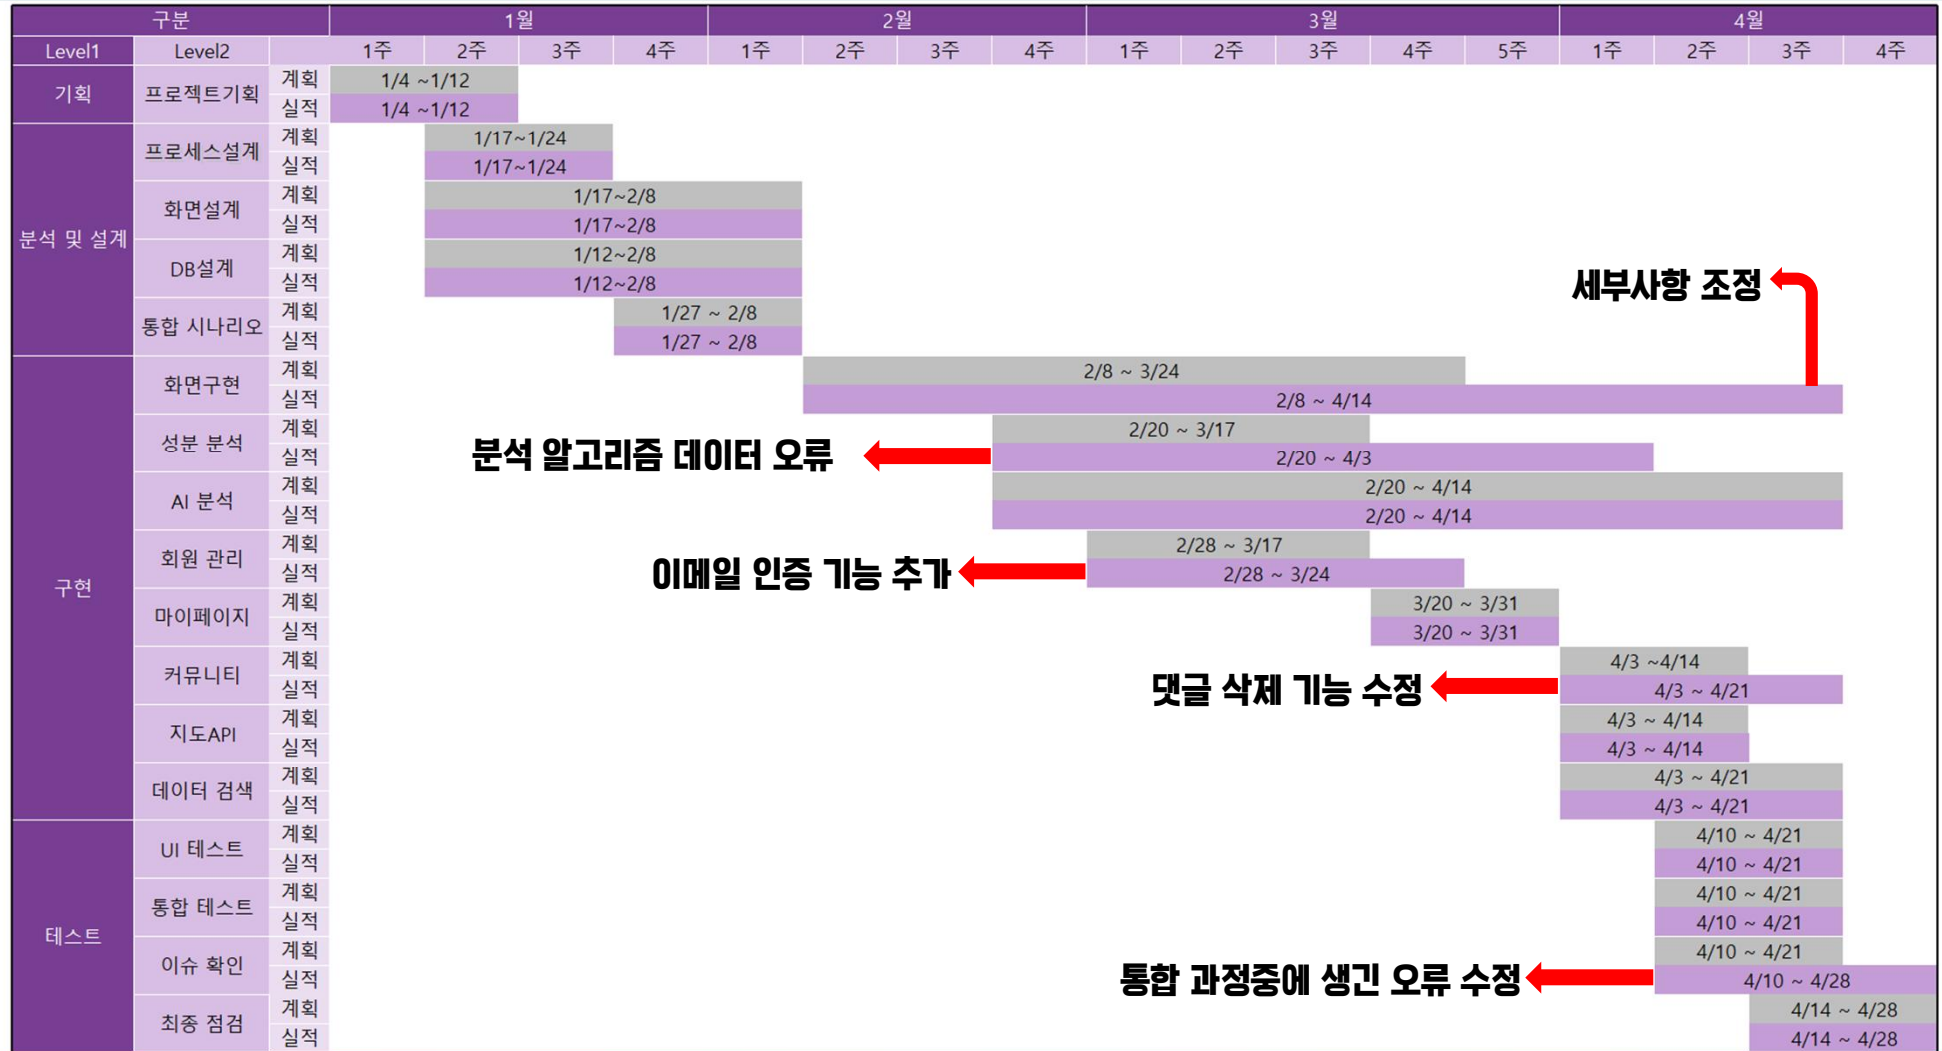 구분 1월 2월 3월 4월
Level1 Level2 1주 2주 3주 4주 1주 2주 3주 4주 1주 2주 3주 4주 5주 1주 2주 3주 4주
기획 프로젝트기획 계획 1/4 ~1/12
실적 1/4 ~1/12
분석 및 설계 프로세스설계 계획 1/17~1/24
실적 1/17~1/24
화면설계 계획 1/17~2/8
실적 1/17~2/8
DB설계 계획 1/12~2/8
실적 1/12~2/8
세부사항 조정
통합 시나리오 계획 1/27 ~ 2/8
실적 1/27 ~ 2/8
구현 화면구현 계획 2/8 ~ 3/24
실적 2/8 ~ 4/14
성분 분석 계획 2/20 ~ 3/17
분석 알고리즘 데이터 오류
실적 2/20 ~ 4/3
AI 분석 계획 2/20 ~ 4/14
실적 2/20 ~ 4/14
회원 관리 계획 2/28 ~ 3/17
이메일 인증 기능 추가
실적 2/28 ~ 3/24
마이페이지 계획 3/20 ~ 3/31
실적 3/20 ~ 3/31
커뮤니티 계획 4/3 ~4/14
댓글 삭제 기능 수정
실적 4/3 ~ 4/21
지도API 계획 4/3 ~ 4/14
실적 4/3 ~ 4/14
데이터 검색 계획 4/3 ~ 4/21
실적 4/3 ~ 4/21
테스트 UI 테스트 계획 4/10 ~ 4/21
실적 4/10 ~ 4/21
통합 테스트 계획 4/10 ~ 4/21
실적 4/10 ~ 4/21
이슈 확인 계획 4/10 ~ 4/21
통합 과정중에 생긴 오류 수정
실적 4/10 ~ 4/28
최종 점검 계획 4/14 ~ 4/28
실적 4/14 ~ 4/28